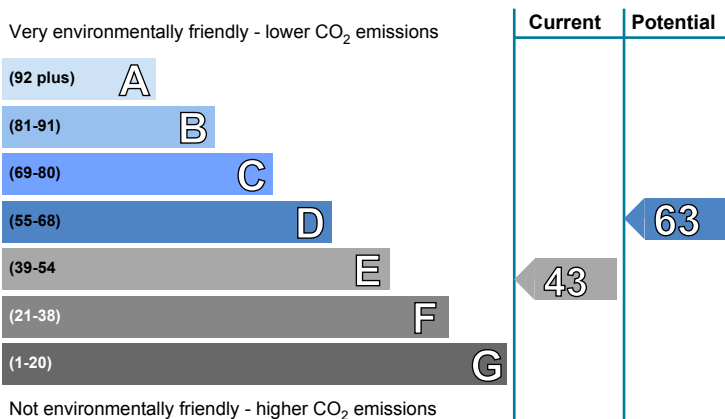 Current Potential
Very environmentally friendly - lower CO2 emissions
(92 plus) A
(81-91) B
(69-80) C
(55-68) D
63
(39-54 E
43
(21-38) F
(1-20) G
Not environmentally friendly - higher CO2 emissions